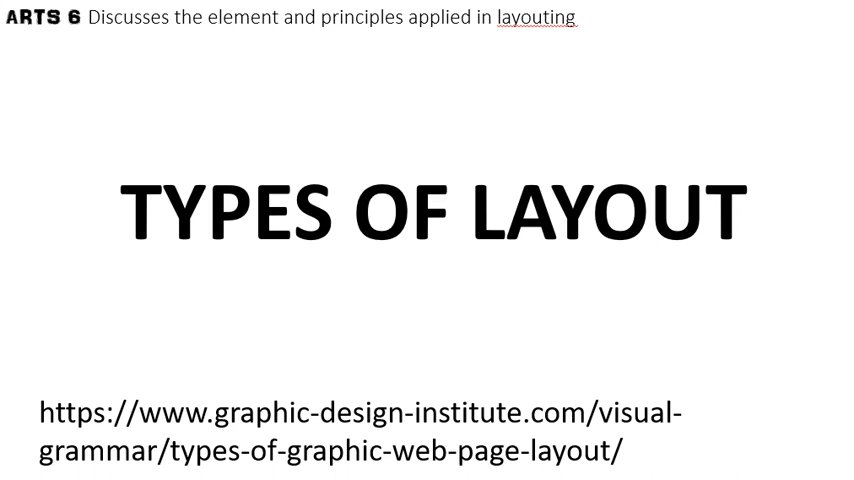 ARTS 6 Discusses the element and principles applied in layouting
TYPES OF LAYOUT
https://www.graphic-design-institute.com/visual-
grammar/types-of-graphic-web-page-layout/